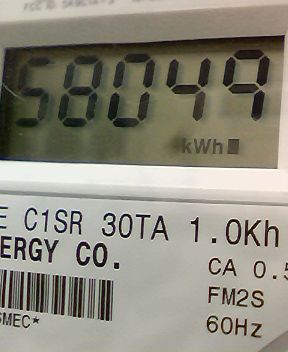 58049
kWh
E C1SR 30TA 1.0Kh
ERGY CO.
CA 0.5
FM2S
SMEC*
60Hz